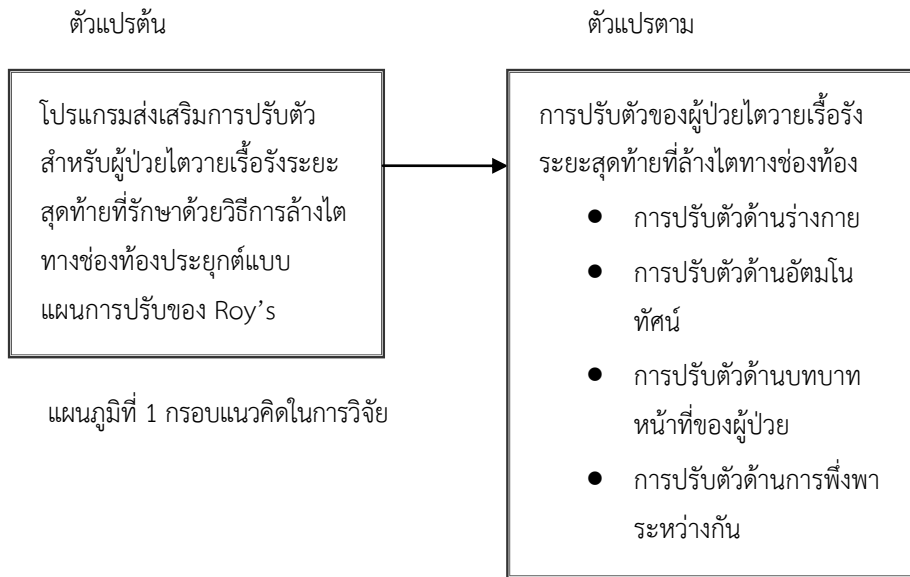 ตัวแปรต้น
ตัวแปรตาม
โปรแกรมส่งเสริมการปรับตัว
สำหรับผู้ป่วยไตวายเรื้อรังระยะ
สุดท้ายที่รักษาด้วยวิธีการล้างไต
ทางช่องท้องประยุกต์แบบ
แผนการปรับของ Roy's
แผนภูมิที่ 1 กรอบแนวคิดในการวิจัย
การปรับตัวของผู้ป่วยไตวายเรื้อรัง
ระยะสุดท้ายที่ล้างไตทางช่องท้อง
● การปรับตัวด้านร่างกาย
● การปรับตัวด้านอัตมโน
ทัศน์
● การปรับตัวด้านบทบาท
หน้าที่ของผู้ป่วย
● การปรับตัวด้านการพึ่งพา
ระหว่างกัน